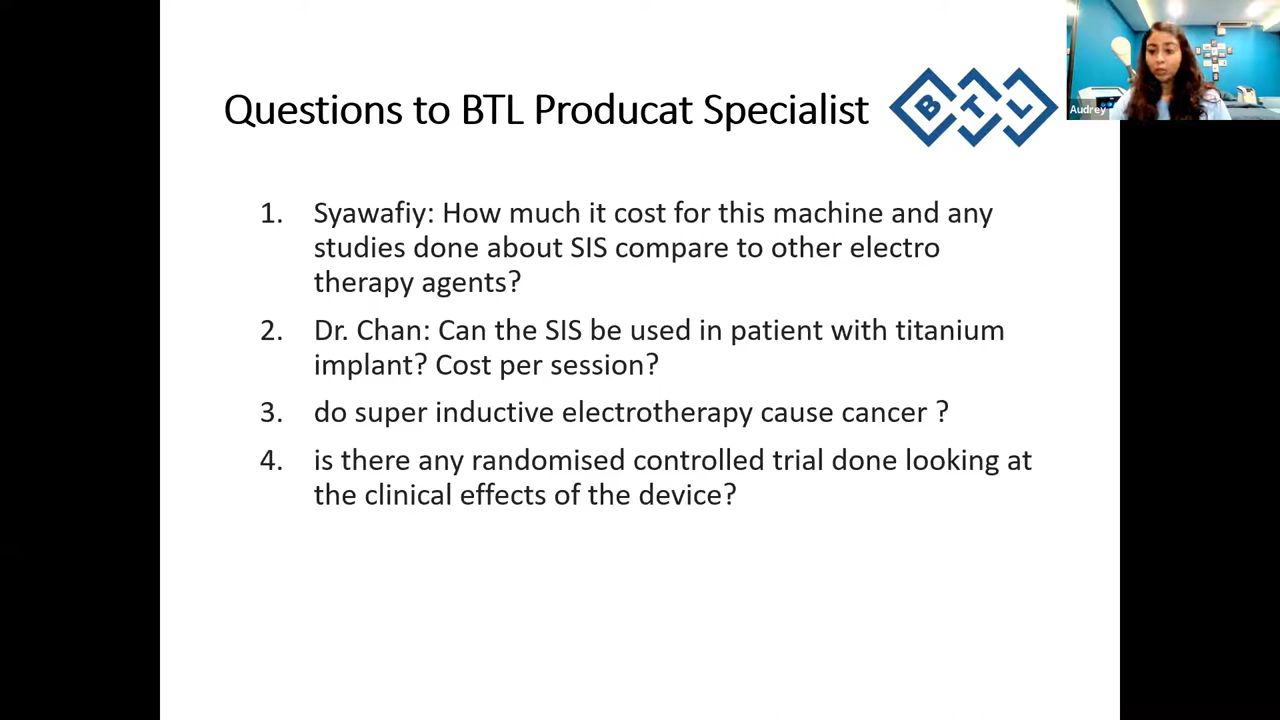 Questions to BTL Producat Specialist
BTL
Audrey
1. Syawafiy: How much it cost for this machine and any
studies done about SIS compare to other electro
therapy agents?
2. Dr. Chan: Can the SIS be used in patient with titanium
implant? Cost per session?
3. do super inductive electrotherapy cause cancer ?
4. is there any randomised controlled trial done looking at
the clinical effects of the device?